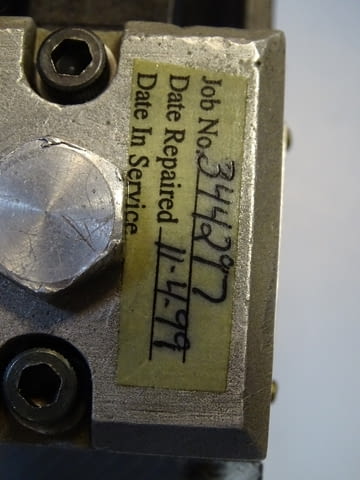 Job No. 344297
Date Repaired 11-4-99
Date In Service